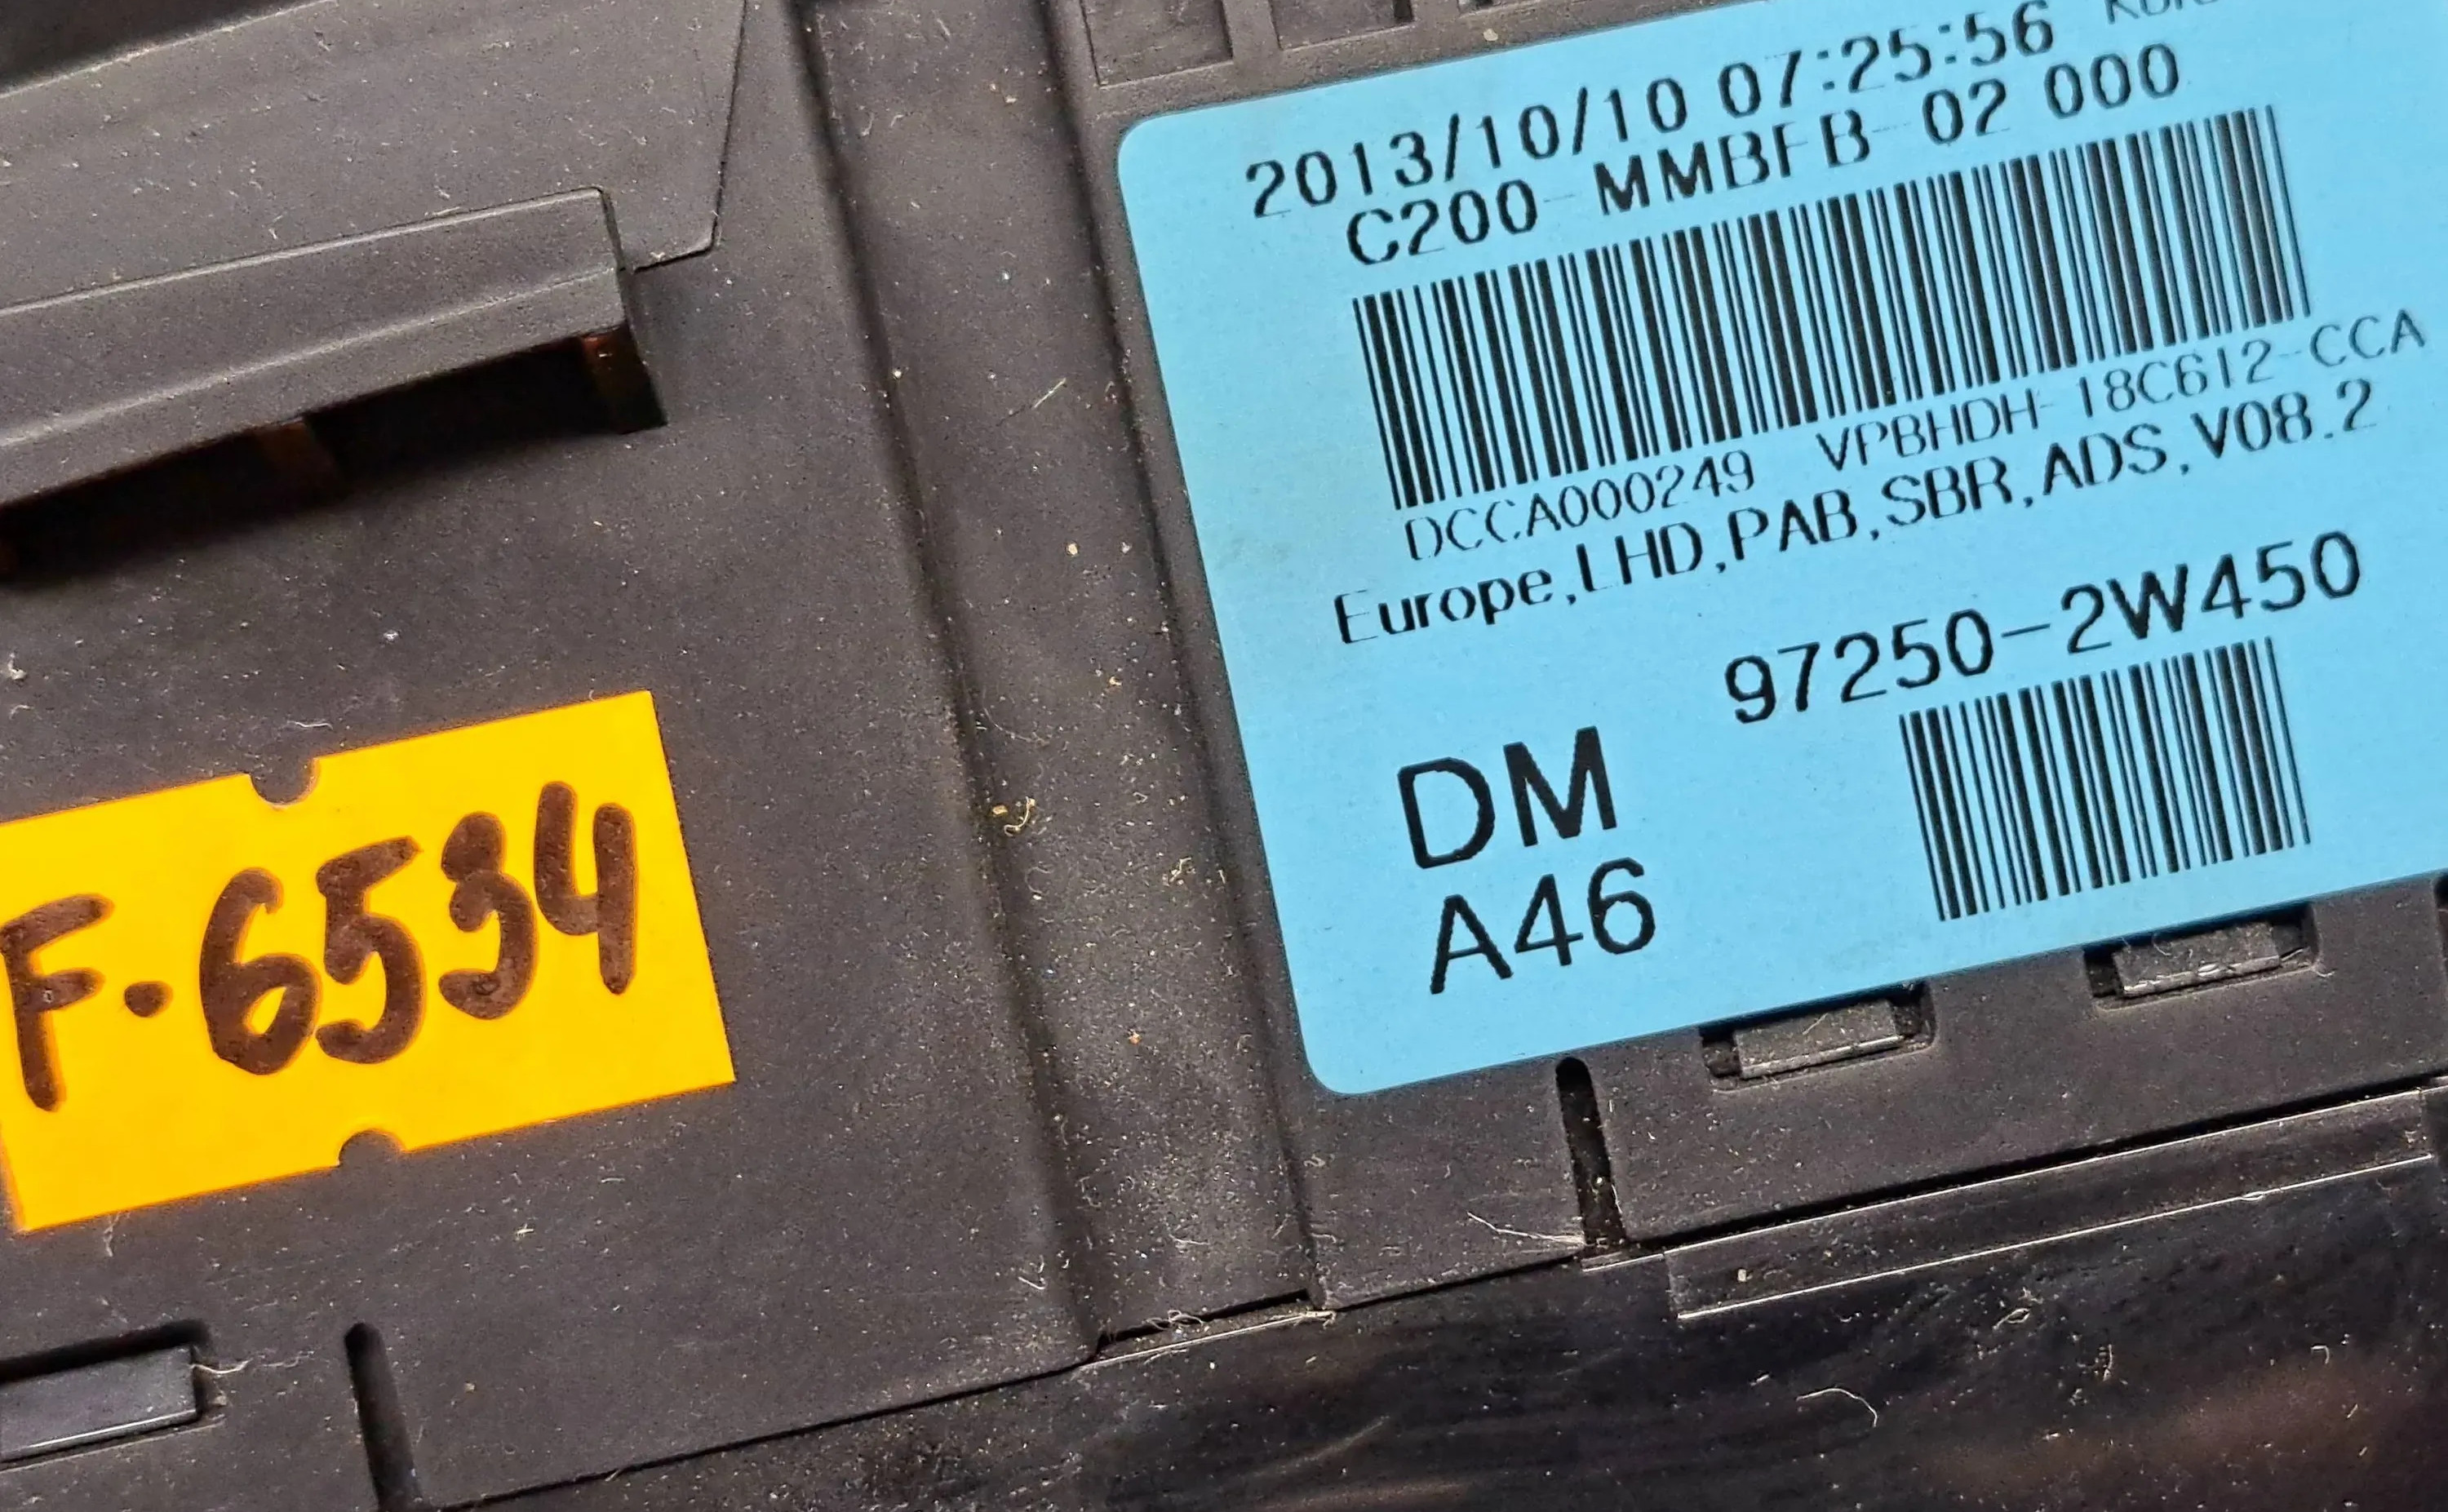 2013/10/10 07:25:56
C200-MMBFB-02 000
DCCA000249 VPBHDH-18C612-CCA
Europe,LHD,PAB,SBR,ADS,V08.2
97250-2W450
DM
A46
F.6534